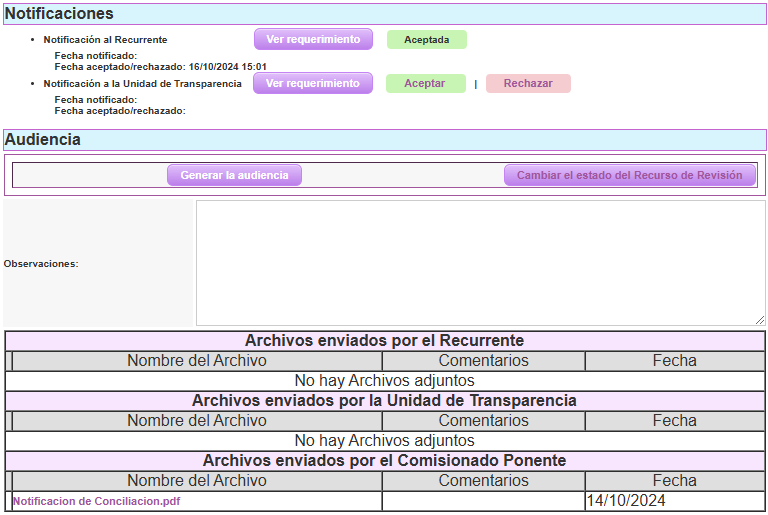 Notificaciones
Notificación al Recurrente Ver requerimiento Aceptada
Fecha notificado:
Fecha aceptado/rechazado: 16/10/2024 15:01
Notificación a la Unidad de Transparencia Ver requerimiento Aceptar | Rechazar
Fecha notificado:
Fecha aceptado/rechazado:
Audiencia
Generar la audiencia Cambiar el estado del Recurso de Revisión
Observaciones:
Archivos enviados por el Recurrente
Nombre del Archivo Comentarios Fecha
No hay Archivos adjuntos
Archivos enviados por la Unidad de Transparencia
Nombre del Archivo Comentarios Fecha
No hay Archivos adjuntos
Archivos enviados por el Comisionado Ponente
Nombre del Archivo Comentarios Fecha
Notificacion de Conciliacion.pdf 14/10/2024